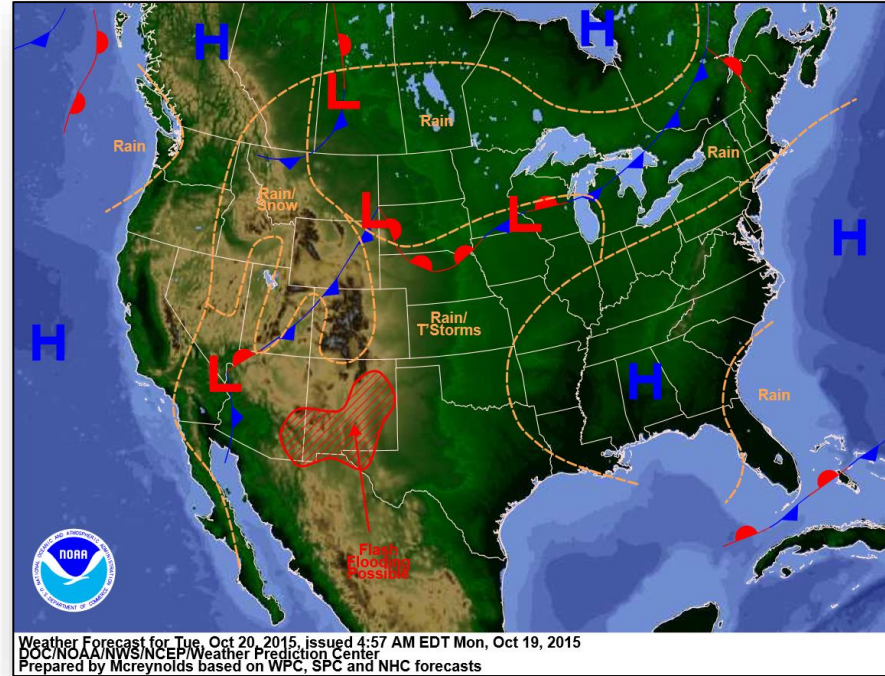 H
H
L
Rain
Rain
Rain
Rain/
Snow
L
L
H
Rain/
T'Storms
H
L
H
Rain
NATIONAL OCEANIC AND ATMOSPHERIC ADMINISTRATION
NOAA
U.S. DEPARTMENT OF COMMERCE
Flash
Flooding
Possible
Weather Forecast for Tue, Oct 20, 2015, issued 4:57 AM EDT Mon, Oct 19, 2015
DOC/NOAA/NWS/NCEP/Weather Prediction Center
Prepared by Mcreynolds based on WPC, SPC and NHC forecasts